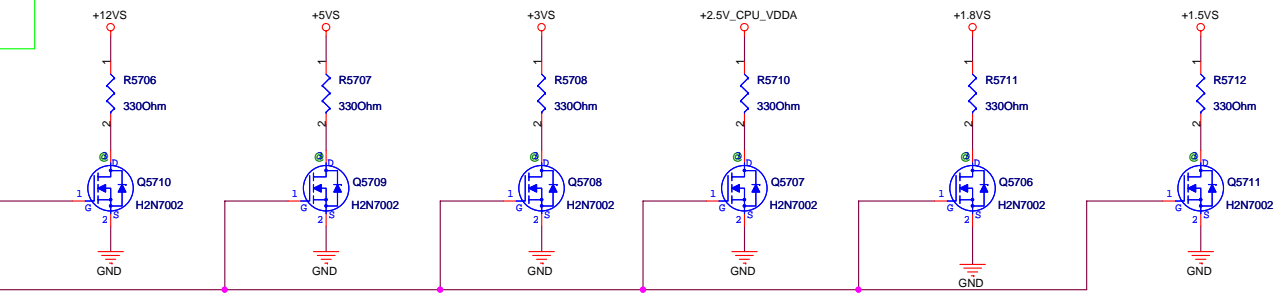 +12VS +5VS +3VS +2.5V_CPU_VDDA +1.8VS +1.5VS
1 1 1 1 1 1
R5706 R5707 R5708 R5710 R5711 R5712
330Ohm 330Ohm 330Ohm 330Ohm 330Ohm 330Ohm
2 2 2 2 2 2
@ D @ D @ D @ D @ D @ D
Q5710 Q5709 Q5708 Q5707 Q5706 Q5711
1 1 1 1 1 1
H2N7002 H2N7002 H2N7002 H2N7002 H2N7002 H2N7002
G G G G G G
2 S 2 S 2 S 2 S 2 S 2 S
GND GND GND GND GND GND